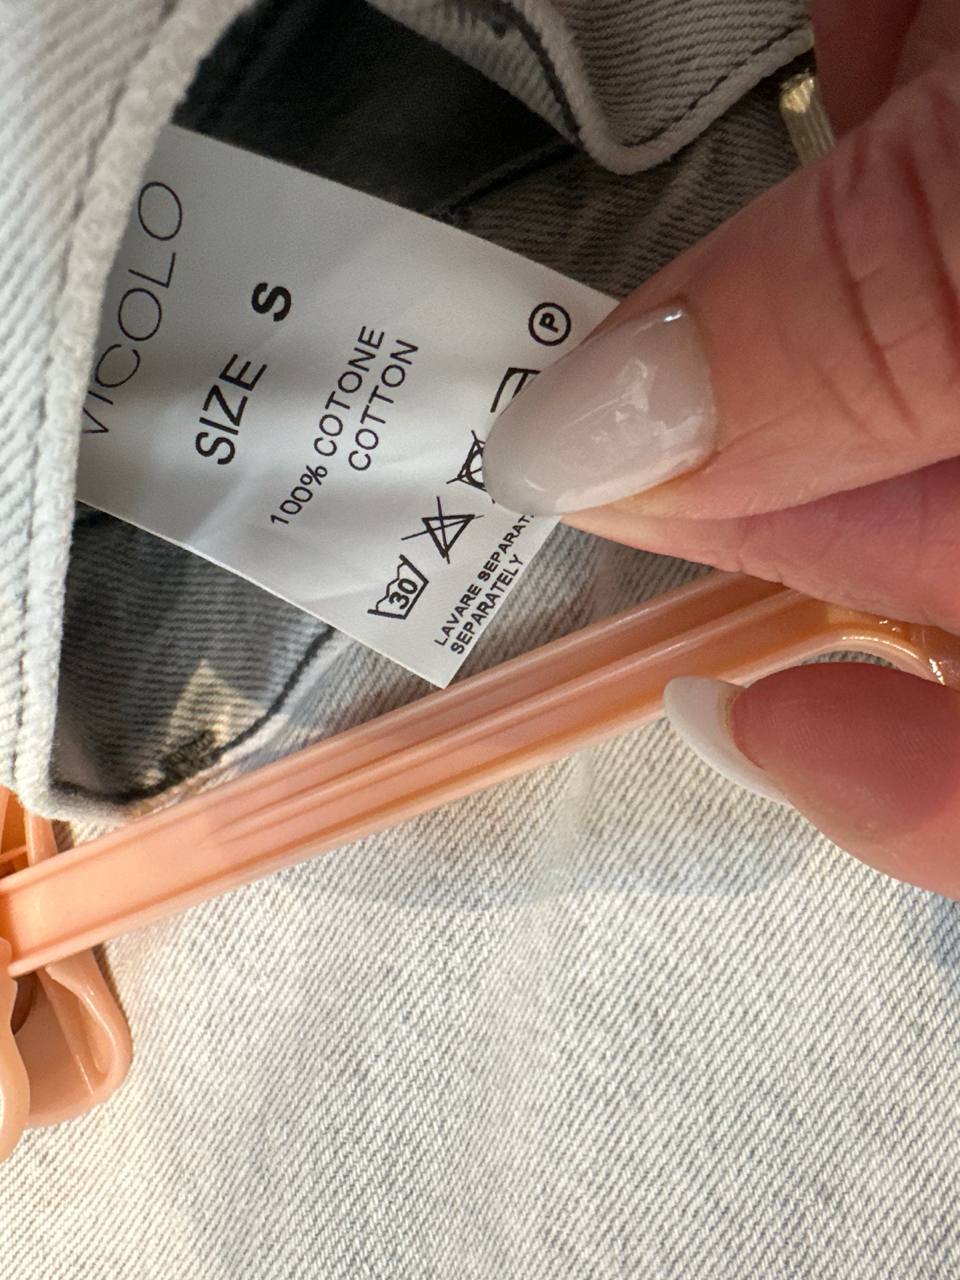 VICOLO
SIZE S
100% COTONE
COTTON
30
P
LAVARE SEPARAT
SEPARATELY